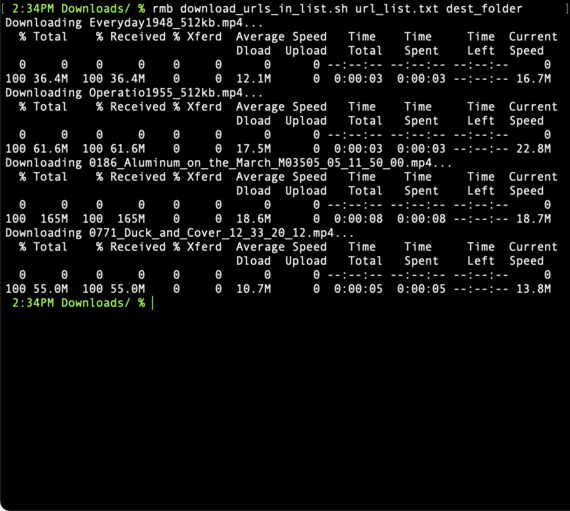 [ 2:34PM Downloads/ % rmb download_urls_in_list.sh url_list.txt dest_folder ]
Downloading Everyday1948_512kb.mp4...
% Total % Received % Xferd Average Speed Time Time Time Current
Dload Upload Total Spent Left Speed
0 0 0 0 0 0 0 0 --:--:-- --:--:-- --:--:-- 0
100 36.4M 100 36.4M 0 0 12.1M 0 0:00:03 0:00:03 --:--:-- 16.7M
Downloading Operatio1955_512kb.mp4...
% Total % Received % Xferd Average Speed Time Time Time Current
Dload Upload Total Spent Left Speed
0 0 0 0 0 0 0 0 --:--:-- --:--:-- --:--:-- 0
100 61.6M 100 61.6M 0 0 17.5M 0 0:00:03 0:00:03 --:--:-- 22.8M
Downloading 0186_Aluminum_on_the_March_M03505_05_11_50_00.mp4...
% Total % Received % Xferd Average Speed Time Time Time Current
Dload Upload Total Spent Left Speed
0 0 0 0 0 0 0 0 --:--:-- --:--:-- --:--:-- 0
100 165M 100 165M 0 0 18.6M 0 0:00:08 0:00:08 --:--:-- 18.7M
Downloading 0771_Duck_and_Cover_12_33_20_12.mp4...
% Total % Received % Xferd Average Speed Time Time Time Current
Dload Upload Total Spent Left Speed
0 0 0 0 0 0 0 0 --:--:-- --:--:-- --:--:-- 0
100 55.0M 100 55.0M 0 0 10.7M 0 0:00:05 0:00:05 --:--:-- 13.8M
2:34PM Downloads/ %